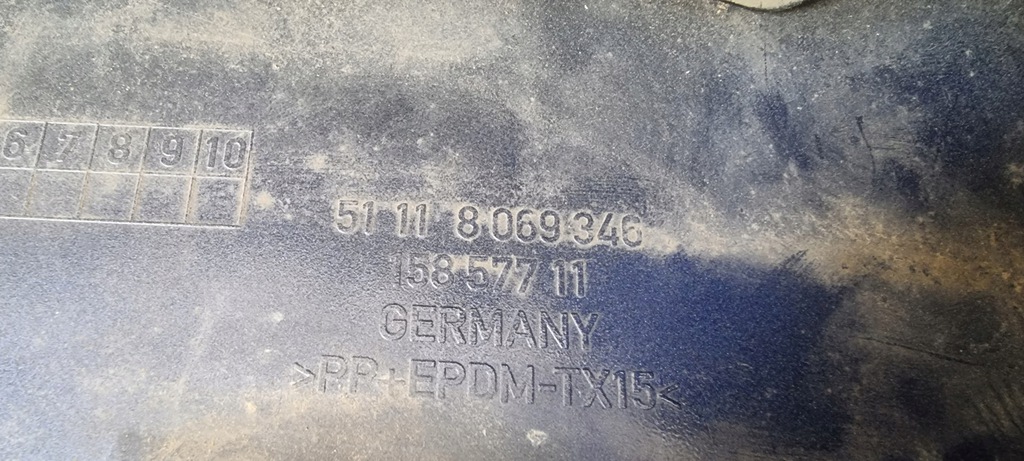 6 7 8 9 10
51 11 8 069 346
158 577 11
GERMANY
>PP+EPDM-TX15<